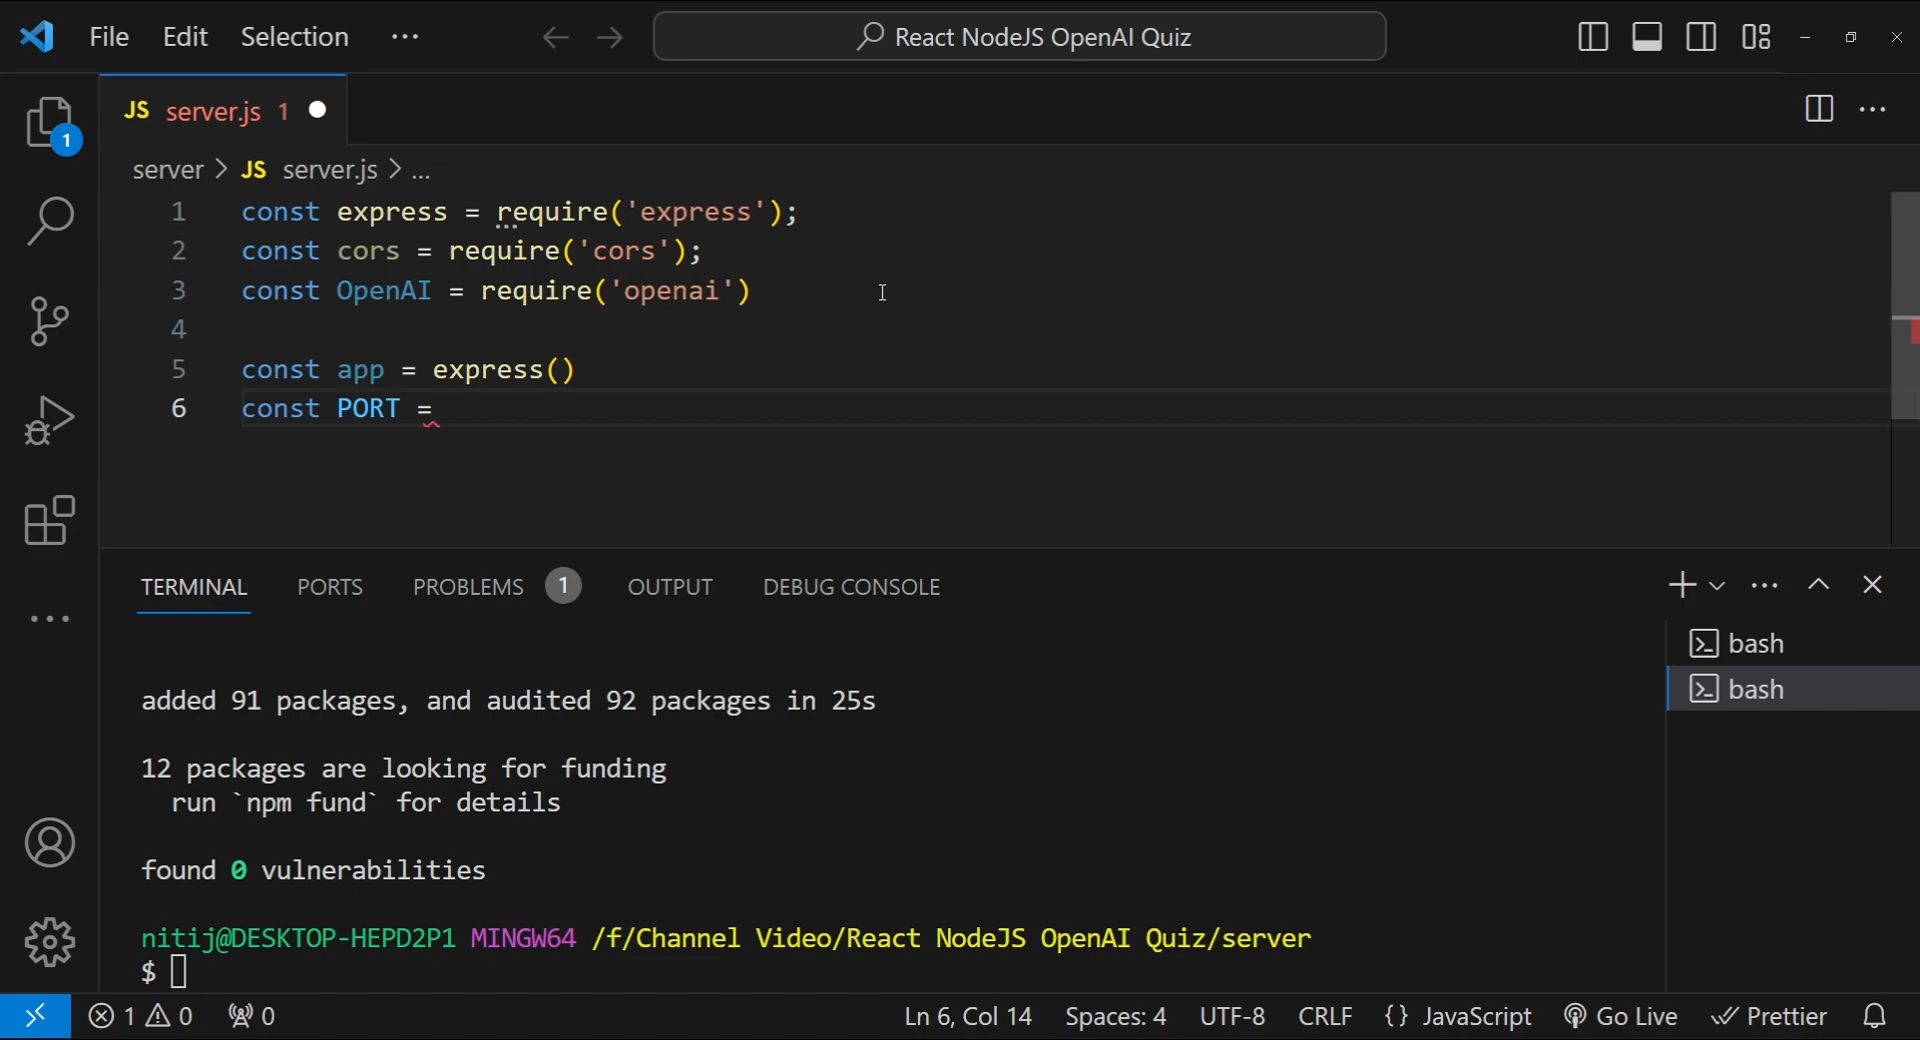 File Edit Selection ... React NodeJS OpenAI Quiz
JS server.js 1
1
server > JS server.js > ...
1 const express = require('express');
2 const cors = require('cors');
3 const OpenAI = require('openai')
4
5 const app = express()
6 const PORT =
TERMINAL PORTS PROBLEMS 1 OUTPUT DEBUG CONSOLE
bash
bash
added 91 packages, and audited 92 packages in 25s
12 packages are looking for funding
run `npm fund` for details
found 0 vulnerabilities
nitij@DESKTOP-HEPD2P1 MINGW64 /f/Channel Video/React NodeJS OpenAI Quiz/server
$
1 0 0 Ln 6, Col 14 Spaces: 4 UTF-8 CRLF {} JavaScript Go Live Prettier